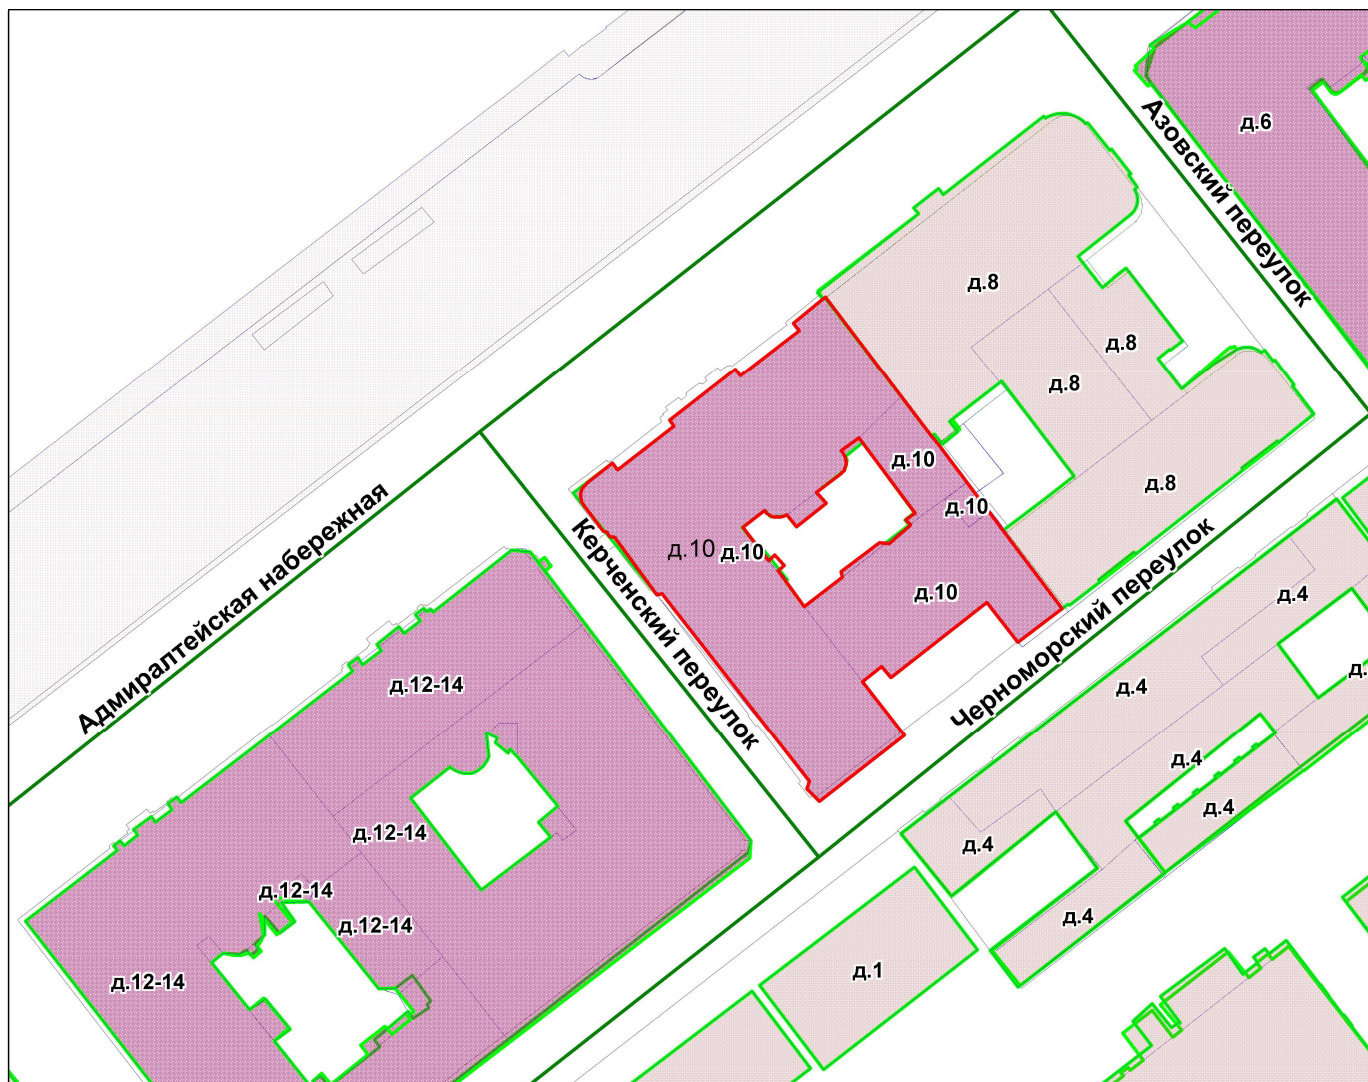 д.6
Азовский переулок
д.8
д.8
д.8
д.10
д.8
д.10
Адмиралтейская набережная
Керченский переулок
д.10
д.10
д.10
Черноморский переулок
д.4
д.12-14
д.4
д.
д.4
д.4
д.12-14
д.4
д.12-14
д.12-14
д.4
д.1
д.12-14